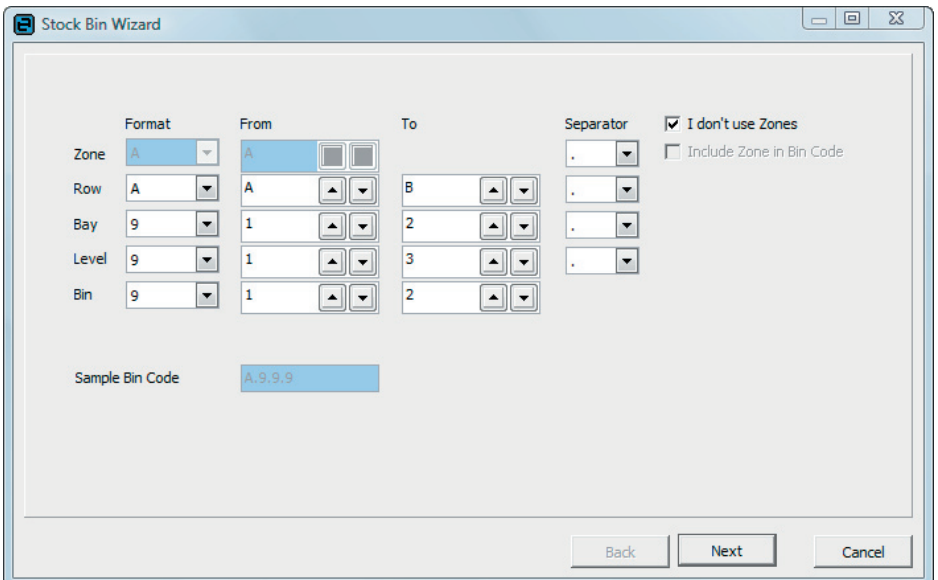 Stock Bin Wizard
Format From To Separator I don't use Zones
Zone A A . Include Zone in Bin Code
Row A A B .
Bay 9 1 2 .
Level 9 1 3 .
Bin 9 1 2
Sample Bin Code A.9.9.9
Back Next Cancel